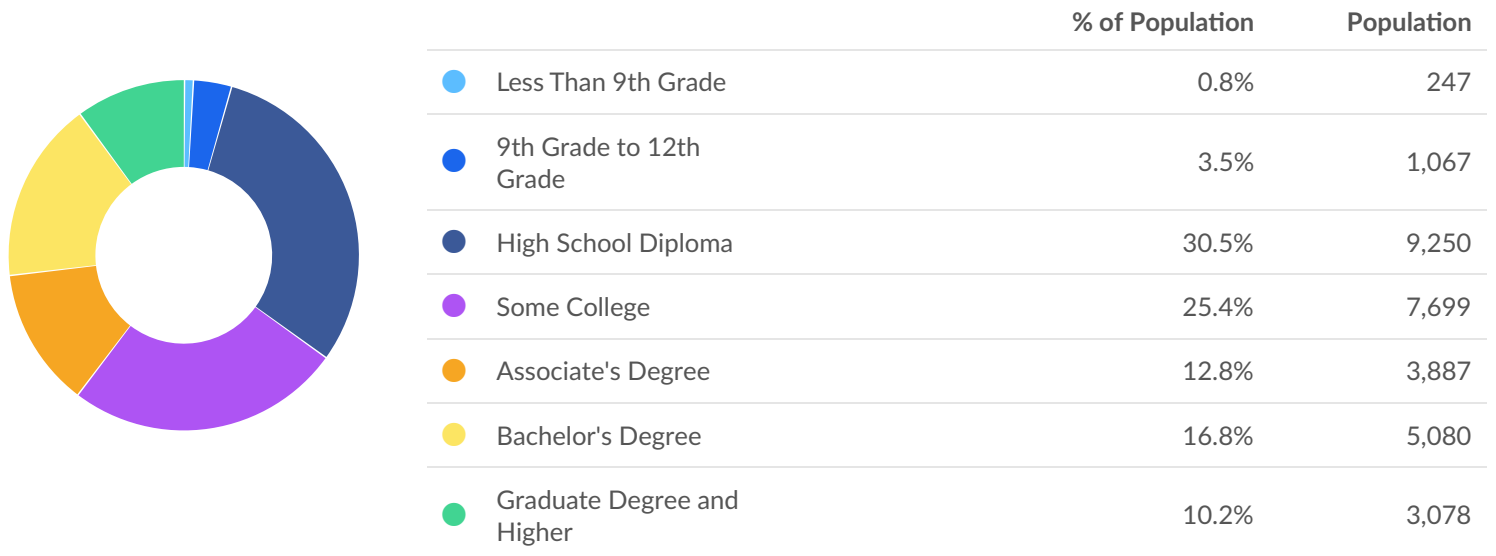 % of Population Population
Less Than 9th Grade 0.8% 247
9th Grade to 12th
Grade 3.5% 1,067
High School Diploma 30.5% 9,250
Some College 25.4% 7,699
Associate's Degree 12.8% 3,887
Bachelor's Degree 16.8% 5,080
Graduate Degree and
Higher 10.2% 3,078